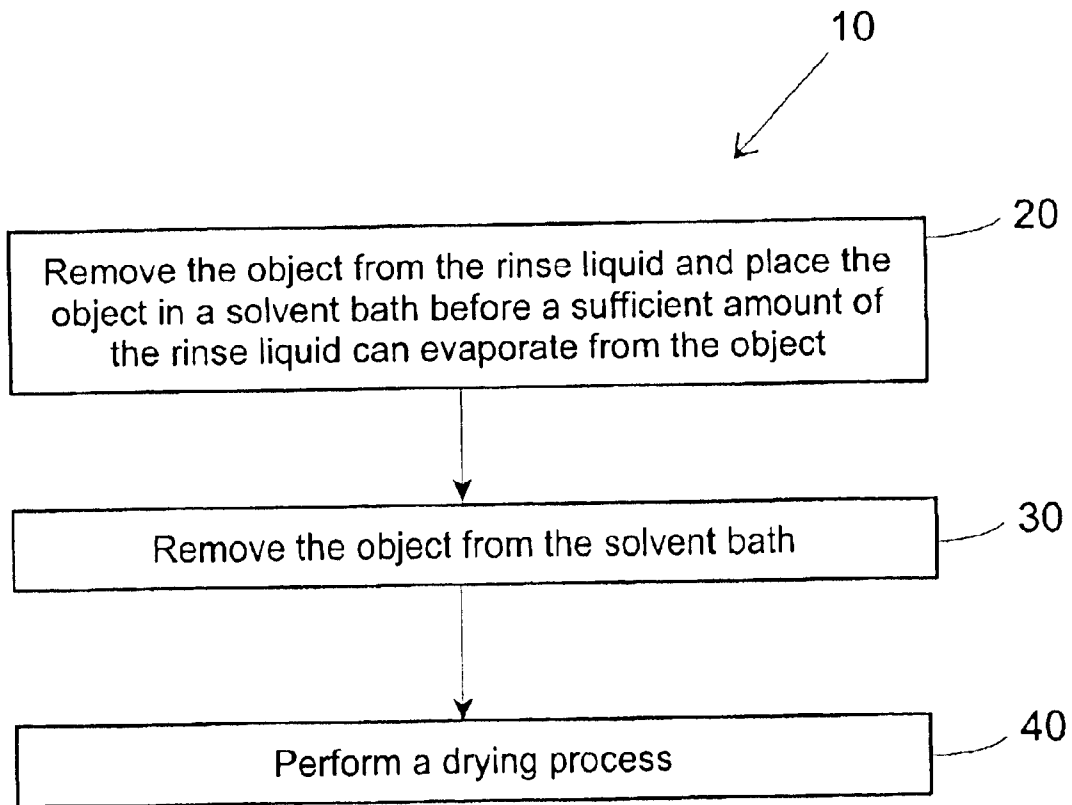 10
20
Remove the object from the rinse liquid and place the
object in a solvent bath before a sufficient amount of
the rinse liquid can evaporate from the object
30
Remove the object from the solvent bath
40
Perform a drying process